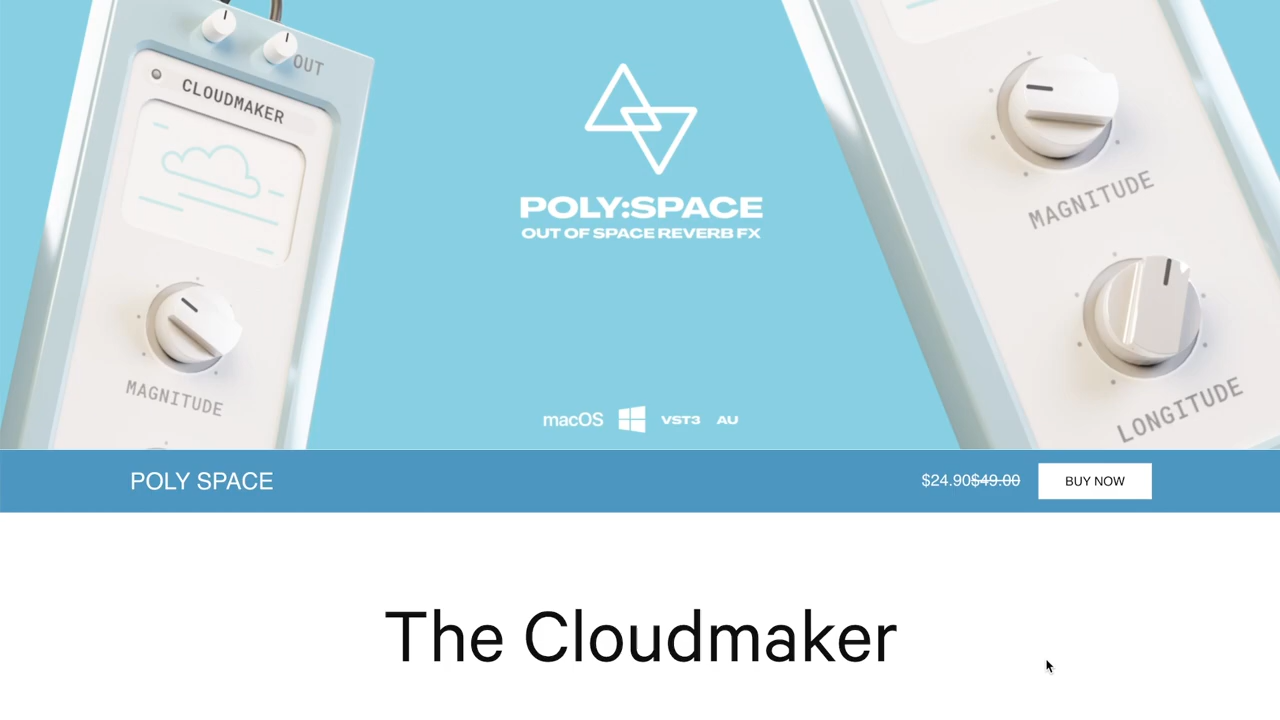 OUT
CLOUDMAKER
MAGNITUDE
POLY:SPACE
OUT OF SPACE REVERB FX
macOS VST3 AU
MAGNITUDE
LONGITUDE
POLY SPACE
$24.90$49.00 BUY NOW
The Cloudmaker